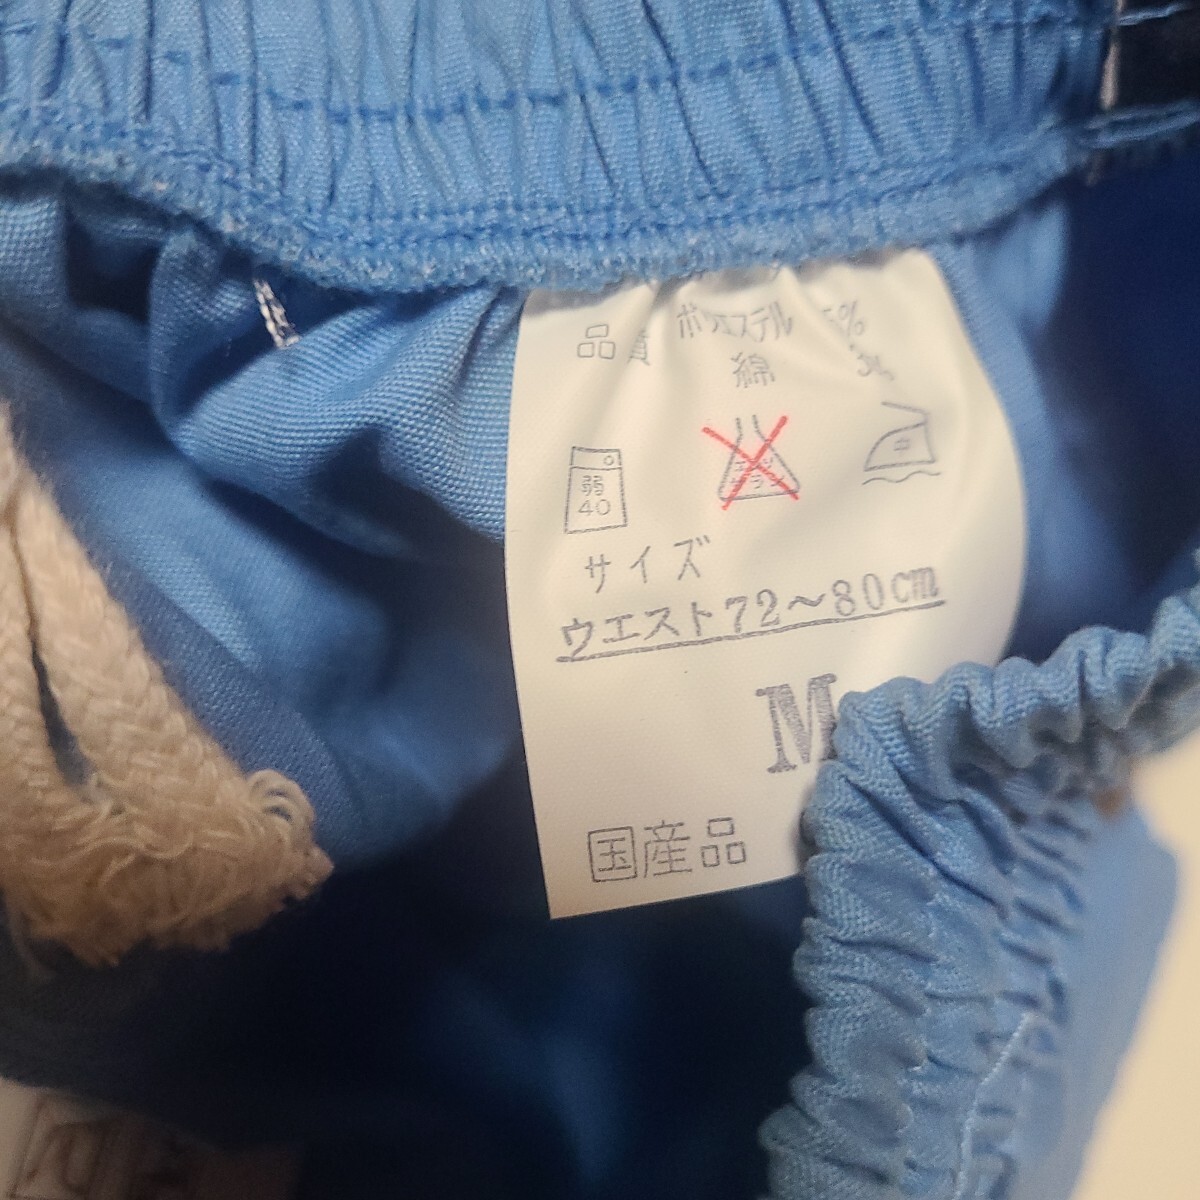 品質 ポリエステル 5%
綿
弱
40
サイズ
ウエスト72～80cm
M
国産品